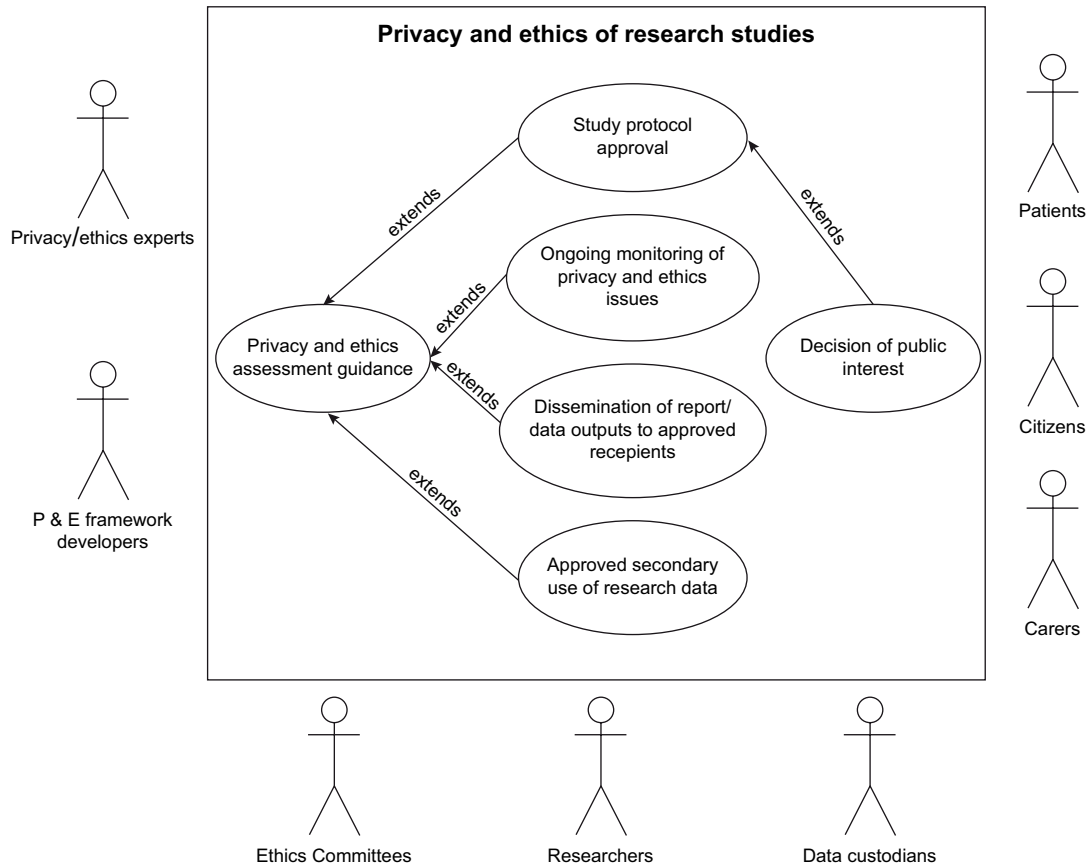 Privacy and ethics of research studies
Study protocol
approval
extends
extends
Privacy/ethics experts
Patients
Ongoing monitoring of
privacy and ethics
issues
extends
Privacy and ethics
assessment guidance
Decision of public
interest
extends
Dissemination of report/
data outputs to approved
recepients
Citizens
P & E framework
developers
extends
Approved secondary
use of research data
Carers
Ethics Committees
Researchers
Data custodians